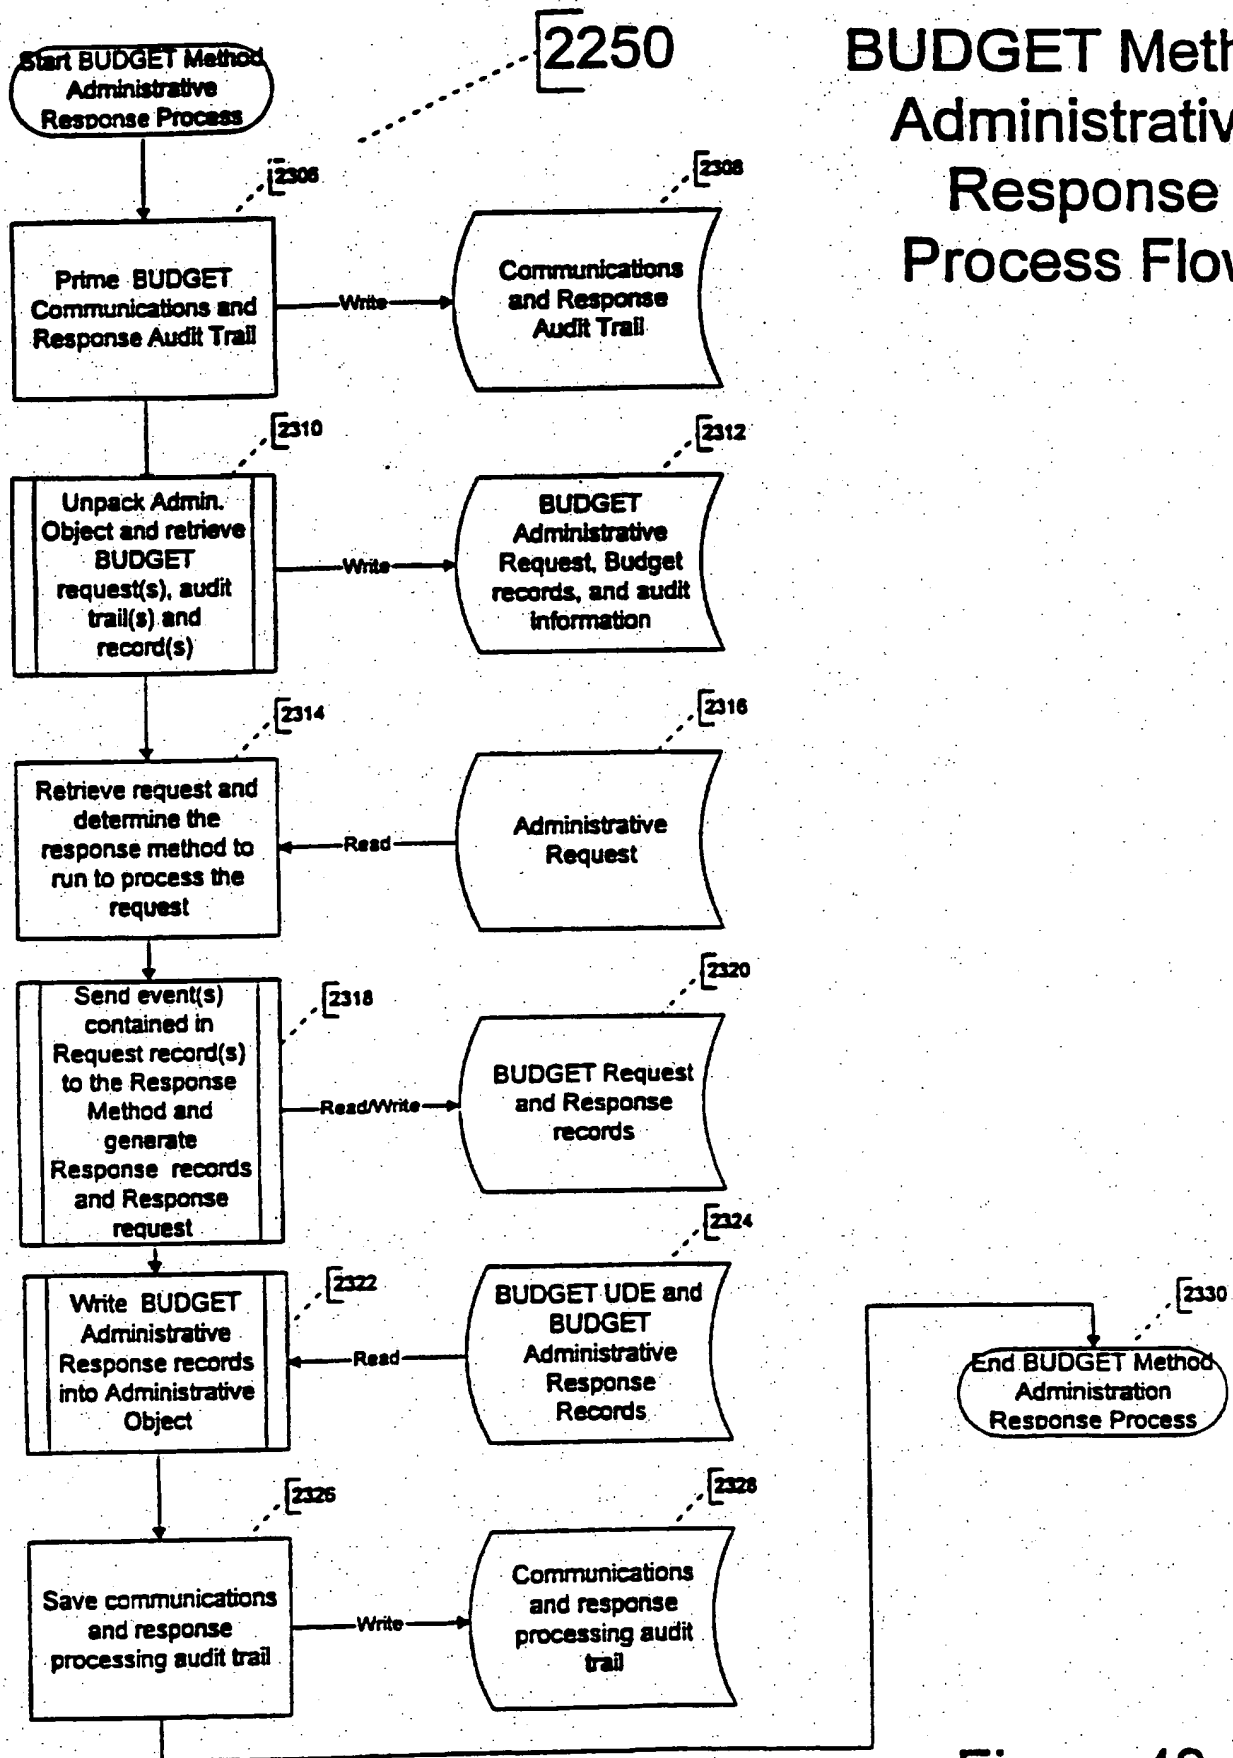 2250
BUDGET Meth
Administrativ
Response
Process Flow
Start BUDGET Method
Administrative
Response Process
2306
2308
Prime BUDGET
Communications and
Response Audit Trail
Write
Communications
and Response
Audit Trail
2310
2312
Unpack Admin.
Object and retrieve
BUDGET
request(s), audit
trail(s) and
record(s)
Write
BUDGET
Administrative
Request, Budget
records, and audit
information
2314
2316
Retrieve request and
determine the
response method to
run to process the
request
Read
Administrative
Request
2318
2320
Send event(s)
contained in
Request record(s)
to the Response
Method and
generate
Response records
and Response
request
Read/Write
BUDGET Request
and Response
records
2322
2324
Write BUDGET
Administrative
Response records
into Administrative
Object
Read
BUDGET UDE and
BUDGET
Administrative
Response
Records
2330
End BUDGET Method
Administration
Response Process
2326
2328
Save communications
and response
processing audit trail
Write
Communications
and response
processing audit
trail